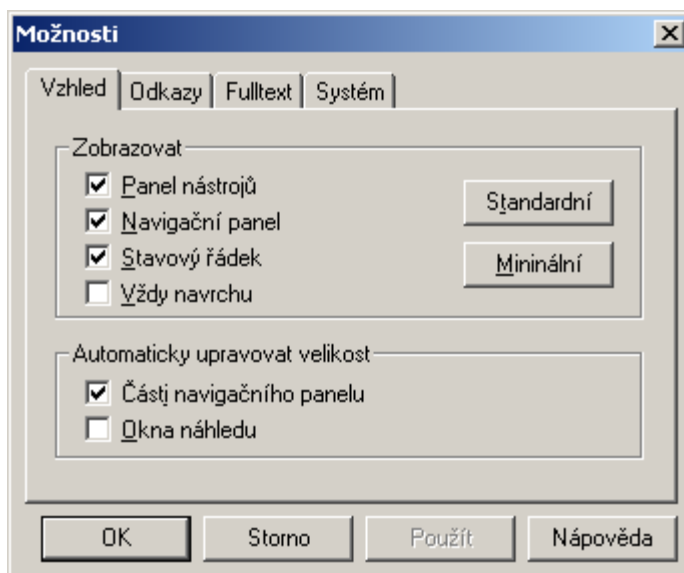 Možnosti
Vzhled Odkazy Fulltext Systém
Zobrazovat
Panel nástrojů
Navigační panel
Stavový řádek
Vždy navrchu
Standardní
Mininální
Automaticky upravovat velikost
Části navigačního panelu
Okna náhledu
OK Storno Použít Nápověda